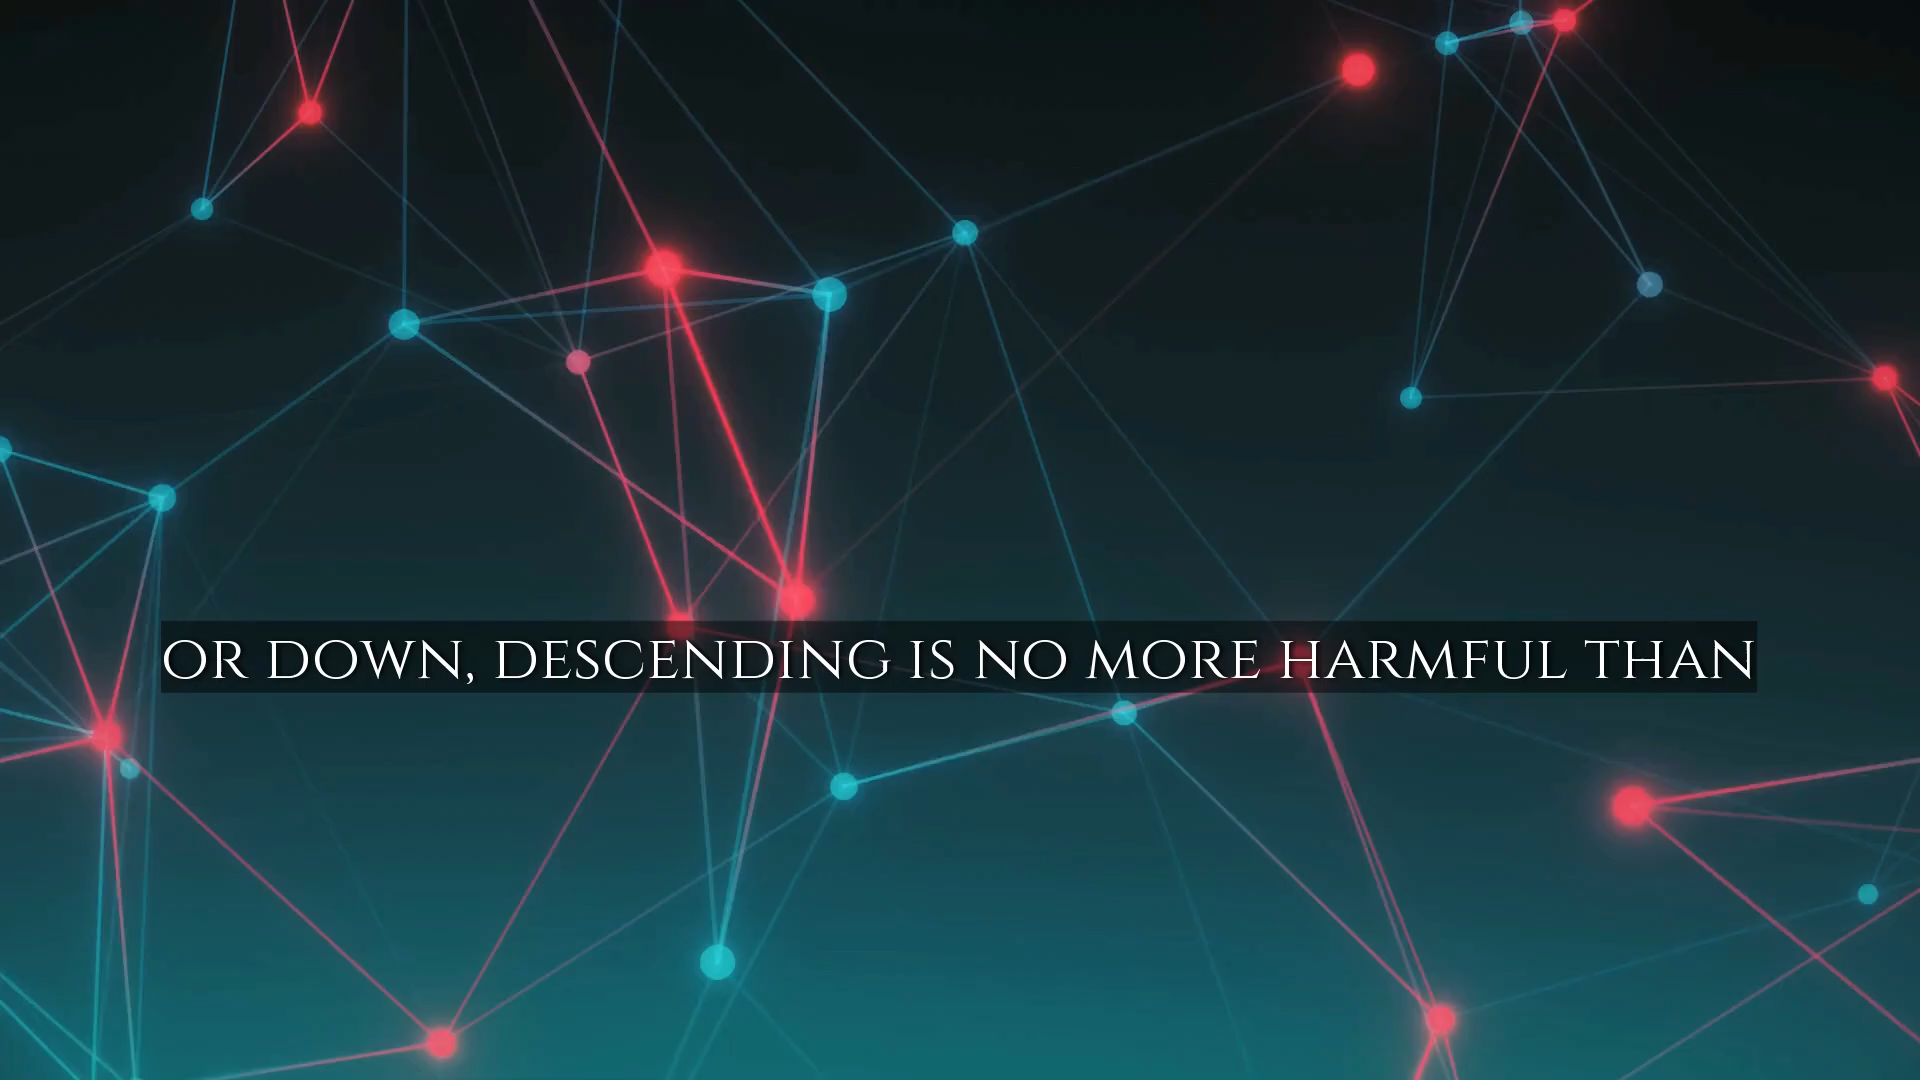 OR DOWN, DESCENDING IS NO MORE HARMFUL THAN